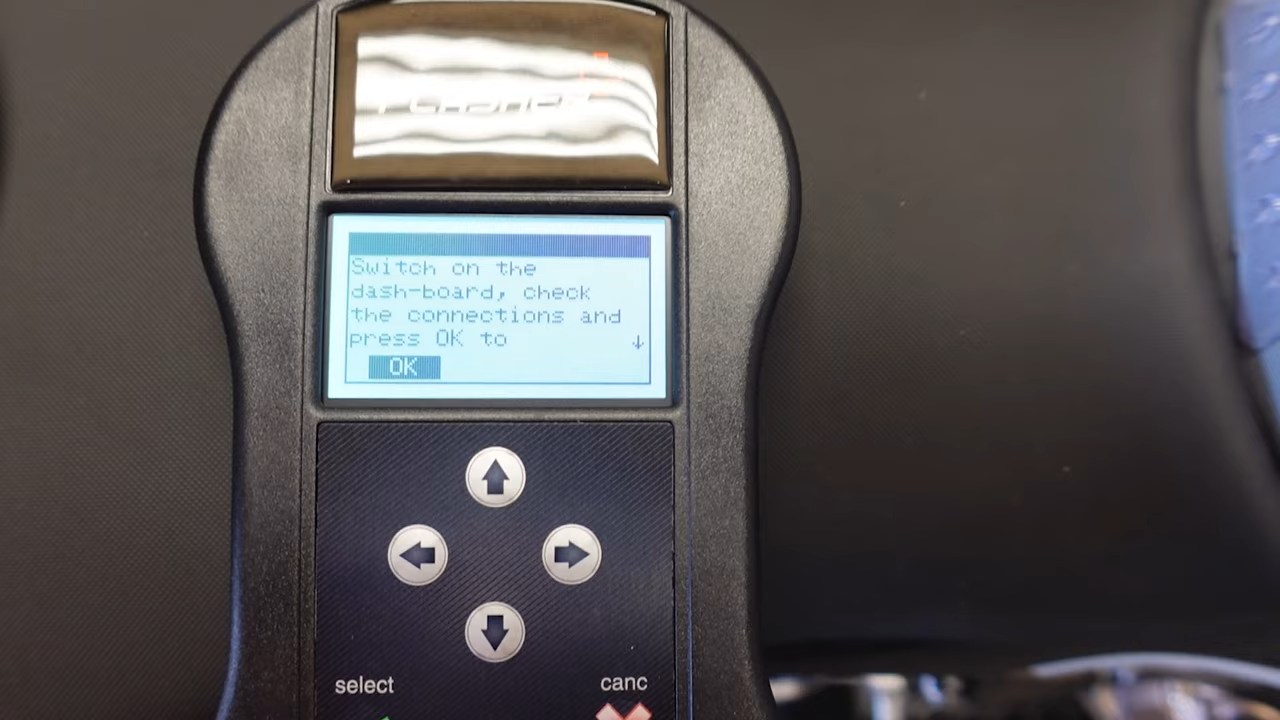 Switch on the
dash-board, check
the connections and
press OK to
OK
select
canc